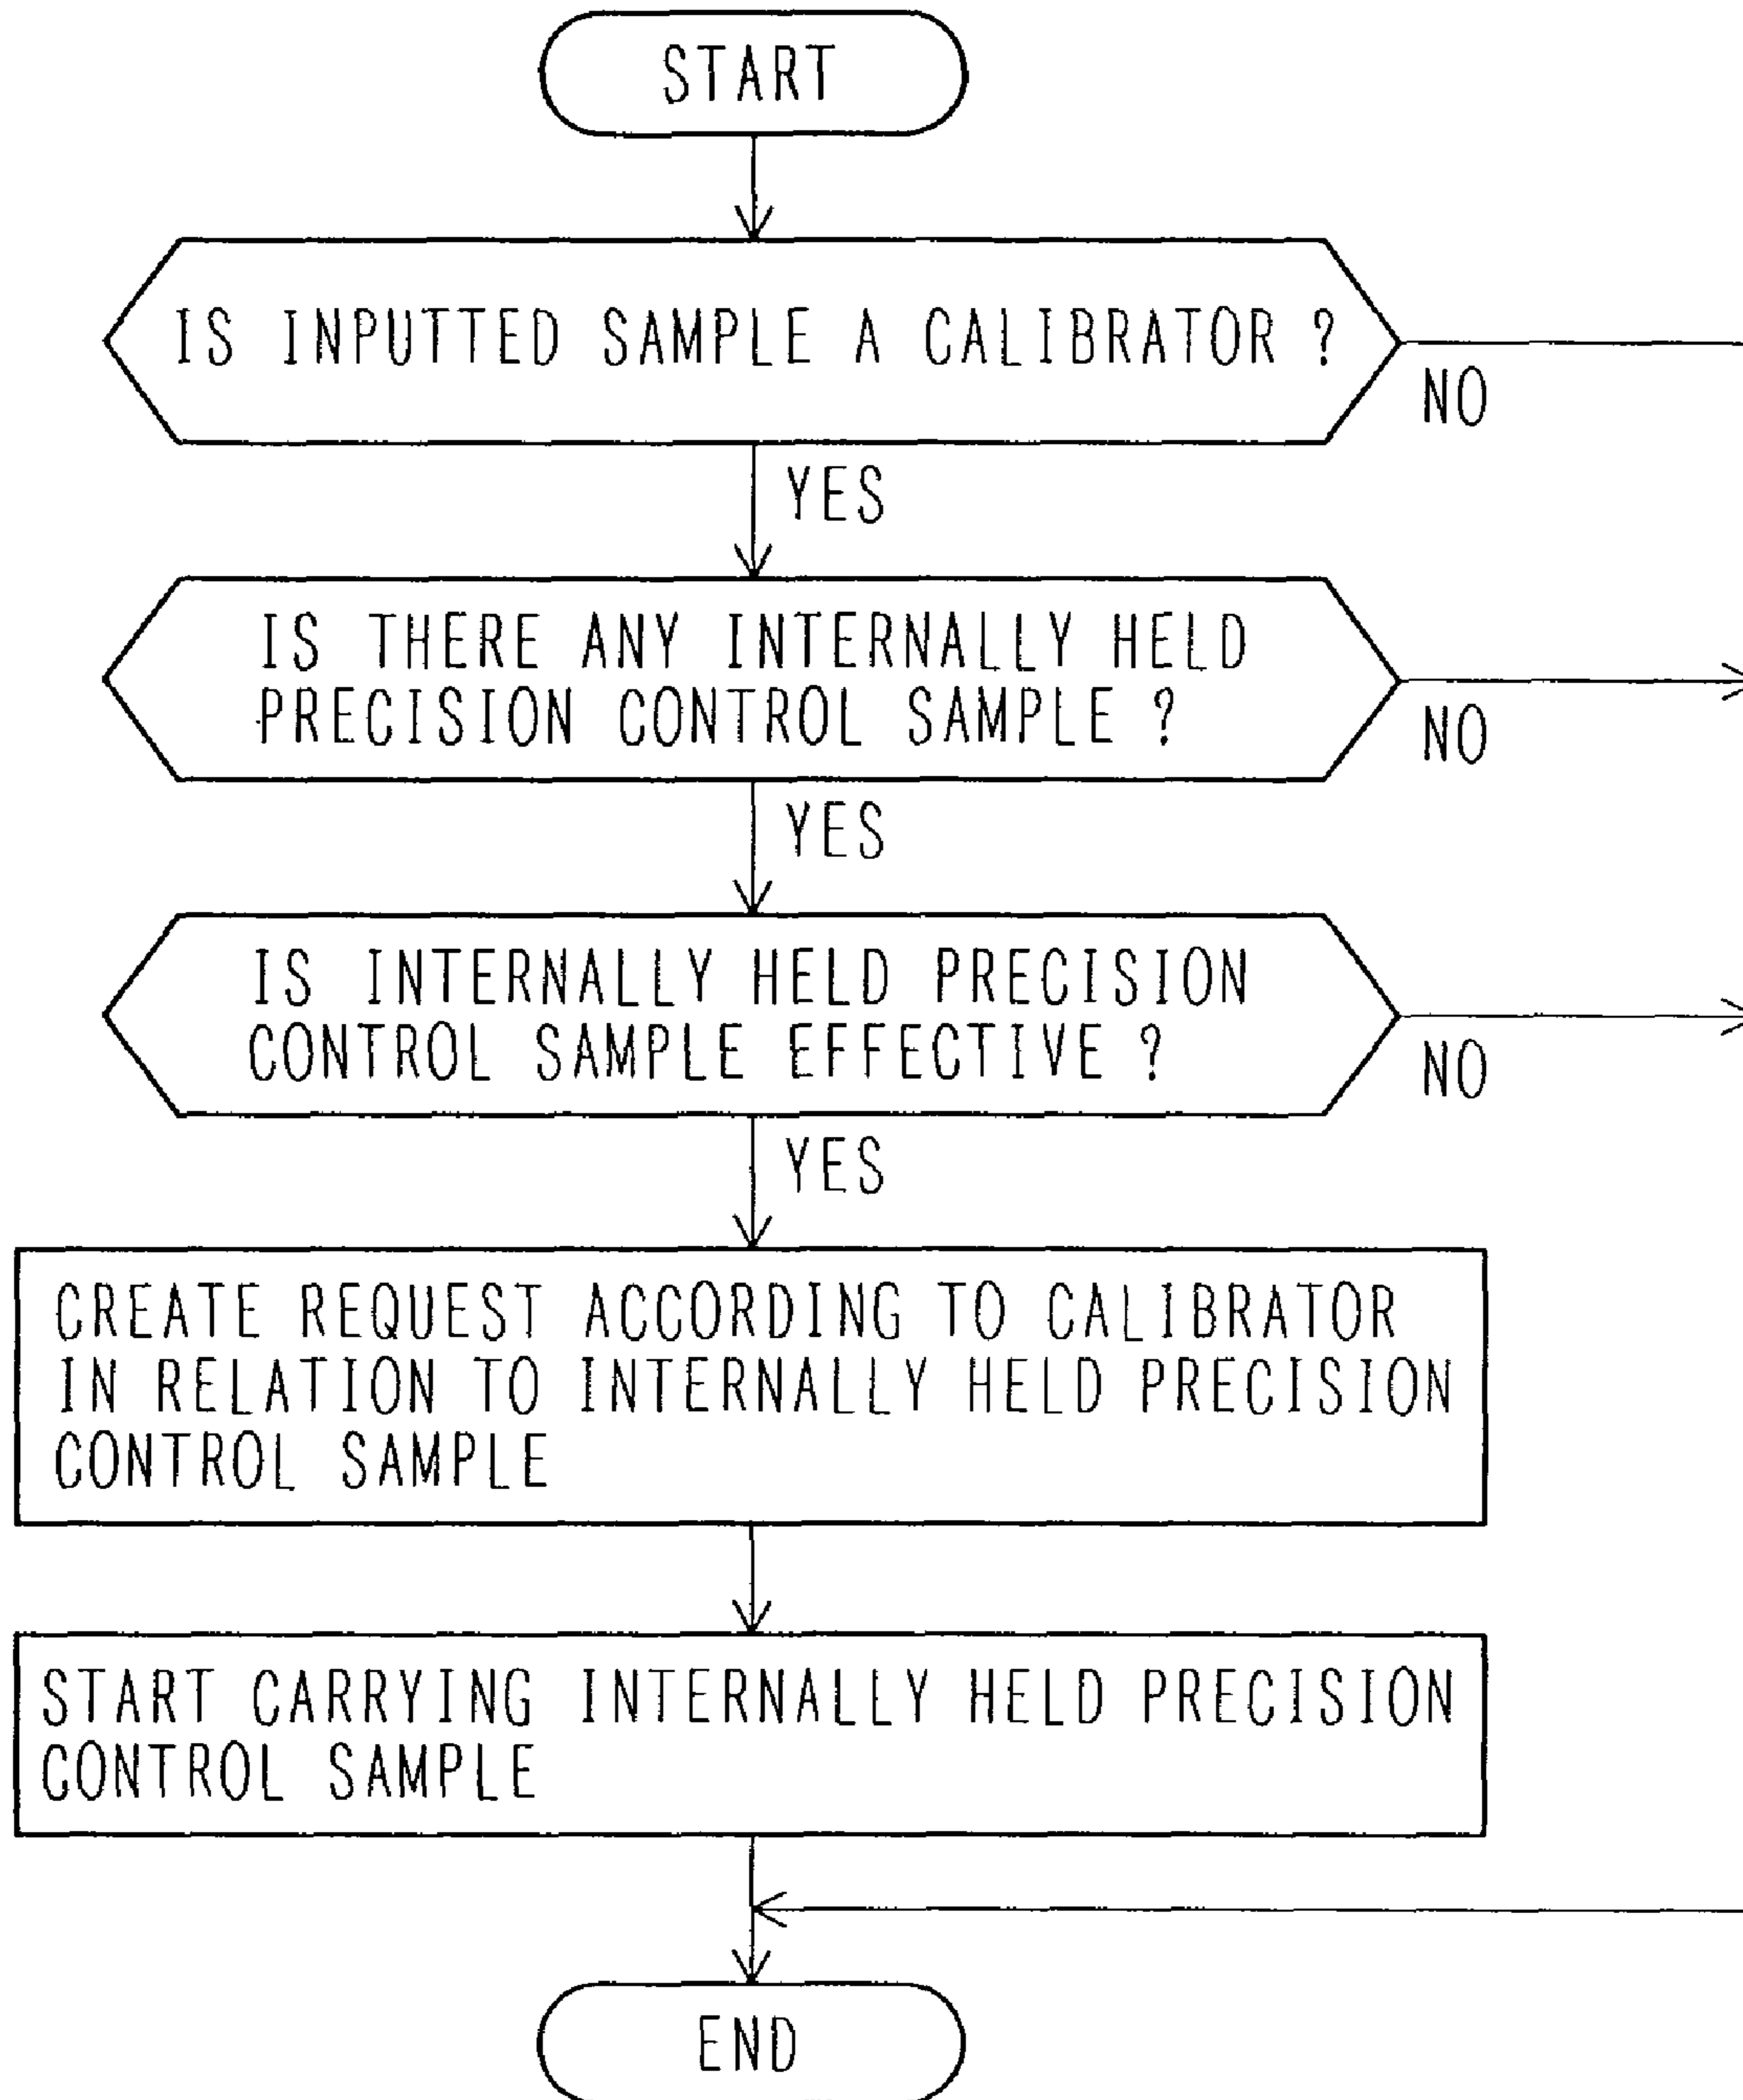 START
IS INPUTTED SAMPLE A CALIBRATOR ?
NO
YES
IS THERE ANY INTERNALLY HELD
PRECISION CONTROL SAMPLE ?
NO
YES
IS INTERNALLY HELD PRECISION
CONTROL SAMPLE EFFECTIVE ?
NO
YES
CREATE REQUEST ACCORDING TO CALIBRATOR
IN RELATION TO INTERNALLY HELD PRECISION
CONTROL SAMPLE
START CARRYING INTERNALLY HELD PRECISION
CONTROL SAMPLE
END